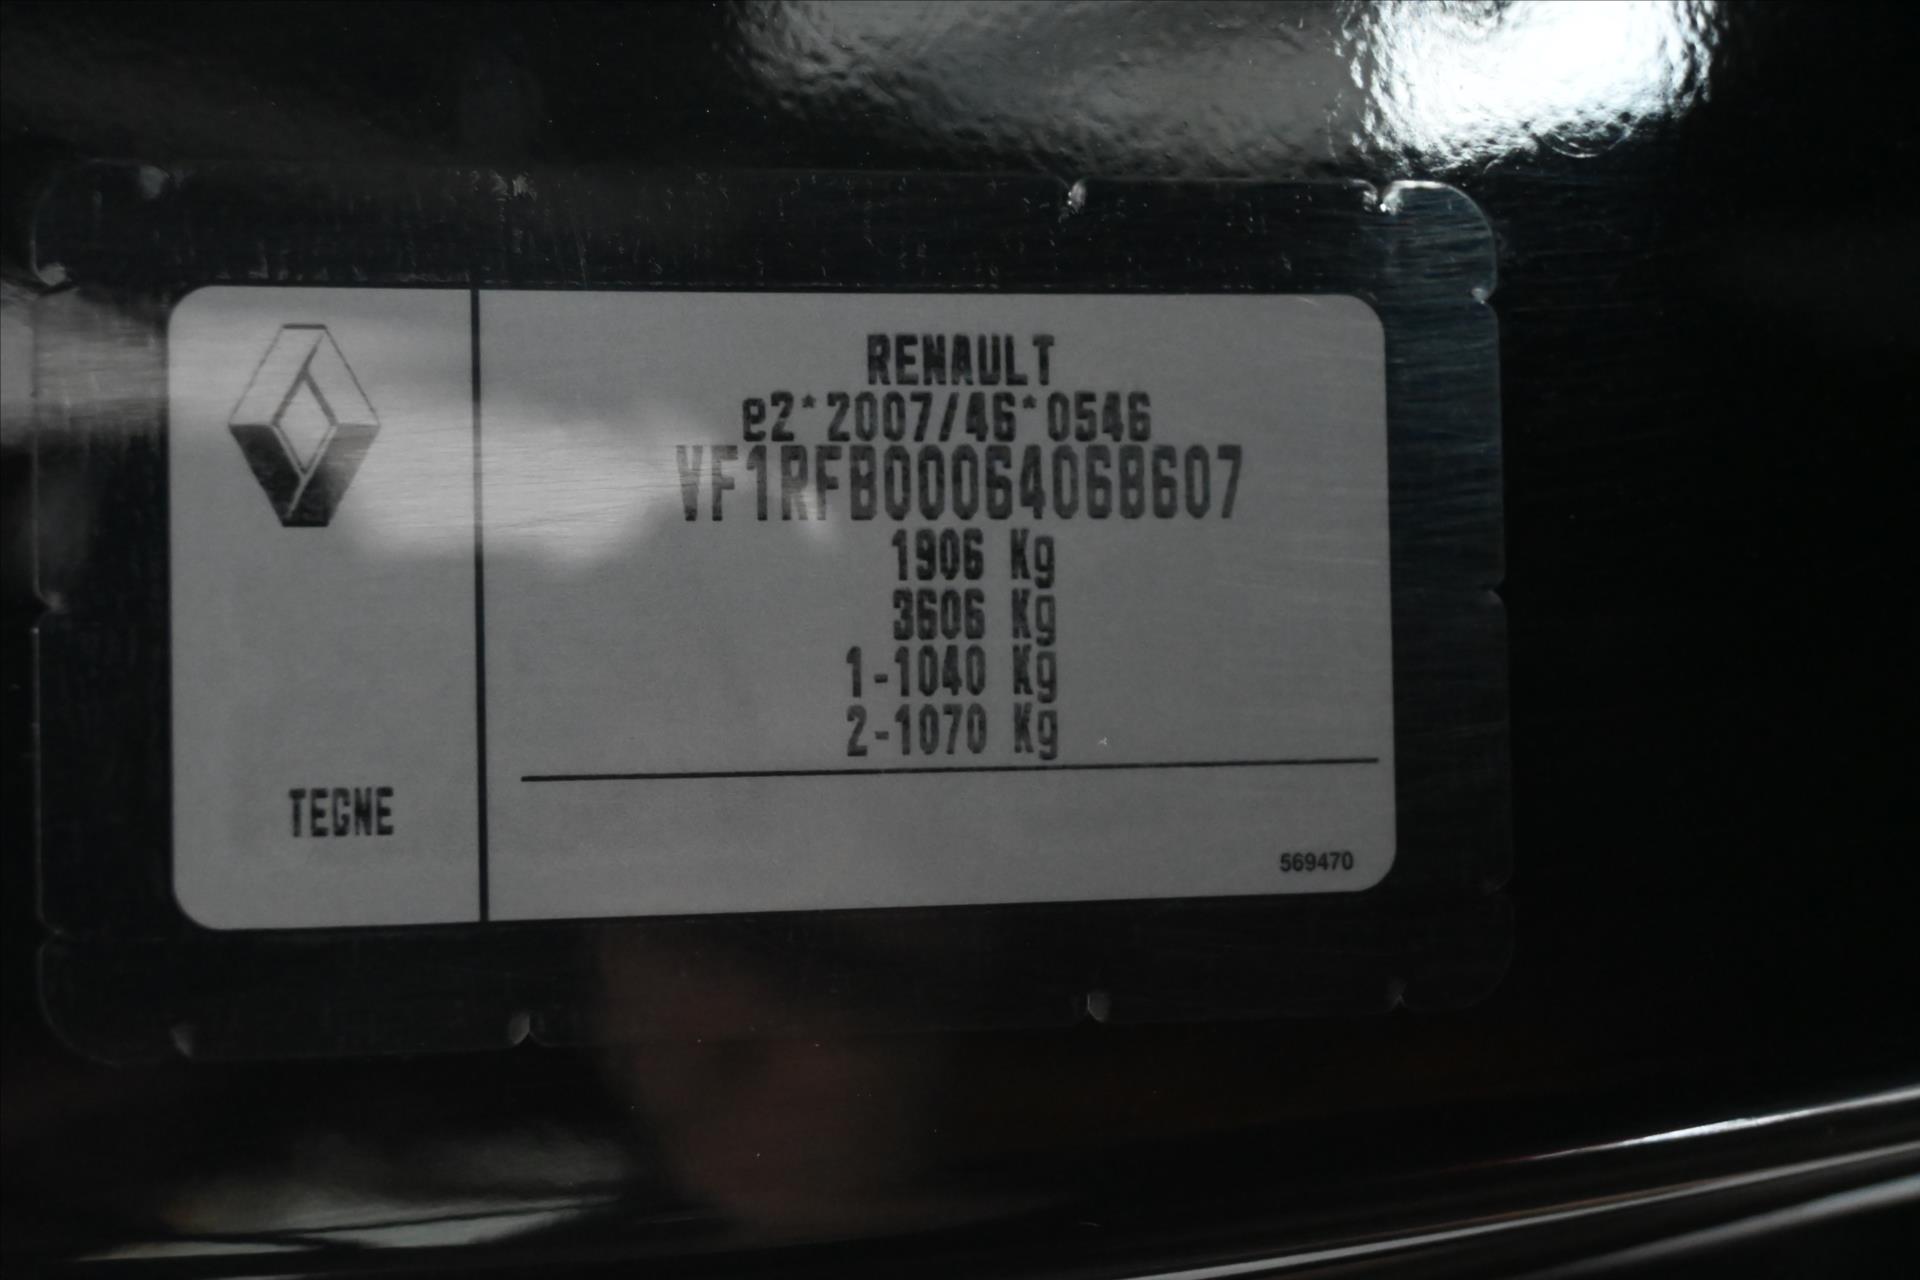 RENAULT
e2*2007/46*0546
VF1RFB00064068607
1906 Kg
3606 Kg
1-1040 Kg
2-1070 Kg
TEGNE
569470